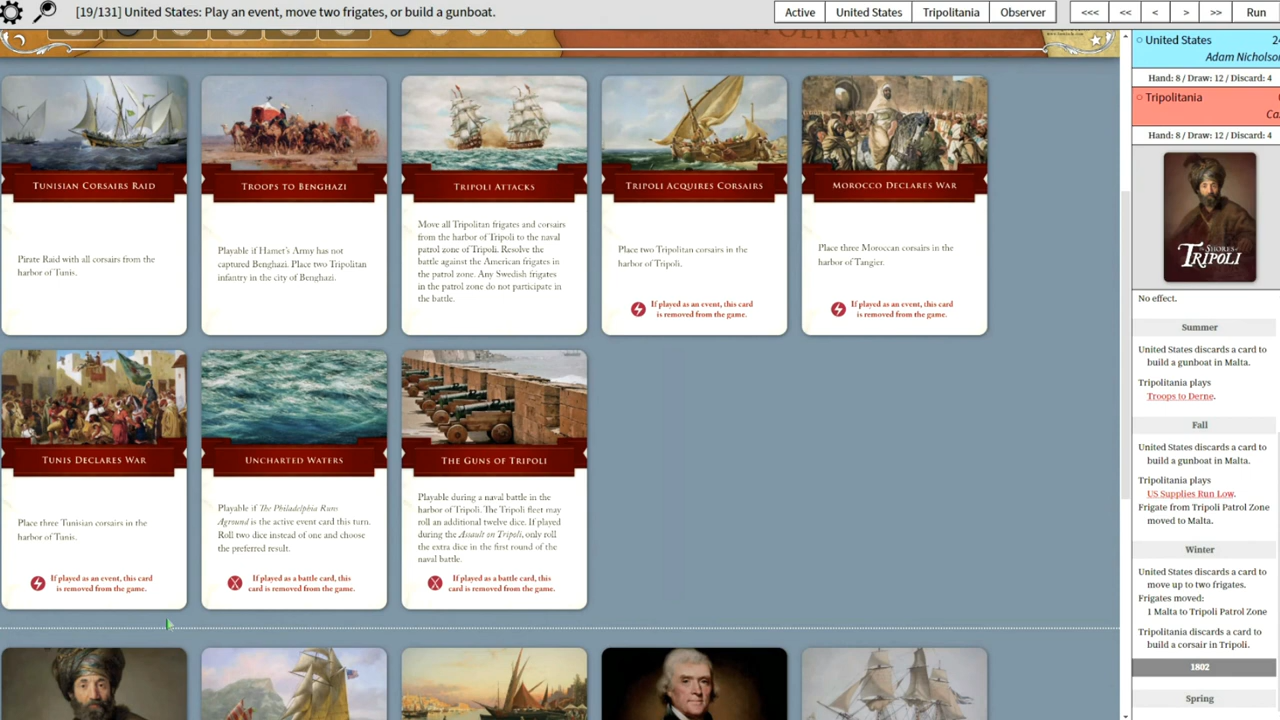 [19/131] United States: Play an event, move two frigates, or build a gunboat.
Active United States Tripolitania Observer <<< << < > >> Run
TUNISIAN CORSAIRS RAID
Pirate Raid with all corsairs from the
harbor of Tunis.
TROOPS TO BENGHAZI
Playable if Hamet's Army has not
captured Benghazi. Place two Tripolitan
infantry in the city of Benghazi.
TRIPOLI ATTACKS
Move all Tripolitan frigates and corsairs
from the harbor of Tripoli to the naval
patrol zone of Tripoli. Resolve the
battle against the American frigates in
the patrol zone. Any Swedish frigates
in the patrol zone do not participate in
the battle.
TRIPOLI ACQUIRES CORSAIRS
Place two Tripolitan corsairs in the
harbor of Tripoli.
If played as an event, this card
is removed from the game.
MOROCCO DECLARES WAR
Place three Moroccan corsairs in the
harbor of Tangier.
If played as an event, this card
is removed from the game.
TUNIS DECLARES WAR
Place three Tunisian corsairs in the
harbor of Tunis.
If played as an event, this card
is removed from the game.
UNCHARTED WATERS
Playable if The Philadelphia Runs
Aground is the active event card this turn.
Roll two dice instead of one and choose
the preferred result.
If played as a battle card, this
card is removed from the game.
THE GUNS OF TRIPOLI
Playable during a naval battle in the
harbor of Tripoli. The Tripoli fleet may
roll an additional twelve dice. If played
during the Assault on Tripoli, only roll
the extra dice in the first round of the
naval battle.
If played as a battle card, this
card is removed from the game.
United States
Adam Nicholso
Hand: 8 / Draw: 12 / Discard: 4
Tripolitania
Hand: 8 / Draw: 12 / Discard: 4
THE SHORES of
TRIPOLI
No effect.
Summer
United States discards a card to
build a gunboat in Malta.
Tripolitania plays
Troops to Derne.
Fall
United States discards a card to
build a gunboat in Malta.
Tripolitania plays
US Supplies Run Low.
Frigate from Tripoli Patrol Zone
moved to Malta.
Winter
United States discards a card to
move up to two frigates.
Frigates moved:
1 Malta to Tripoli Patrol Zone
Tripolitania discards a card to
build a corsair in Tripoli.
1802
Spring